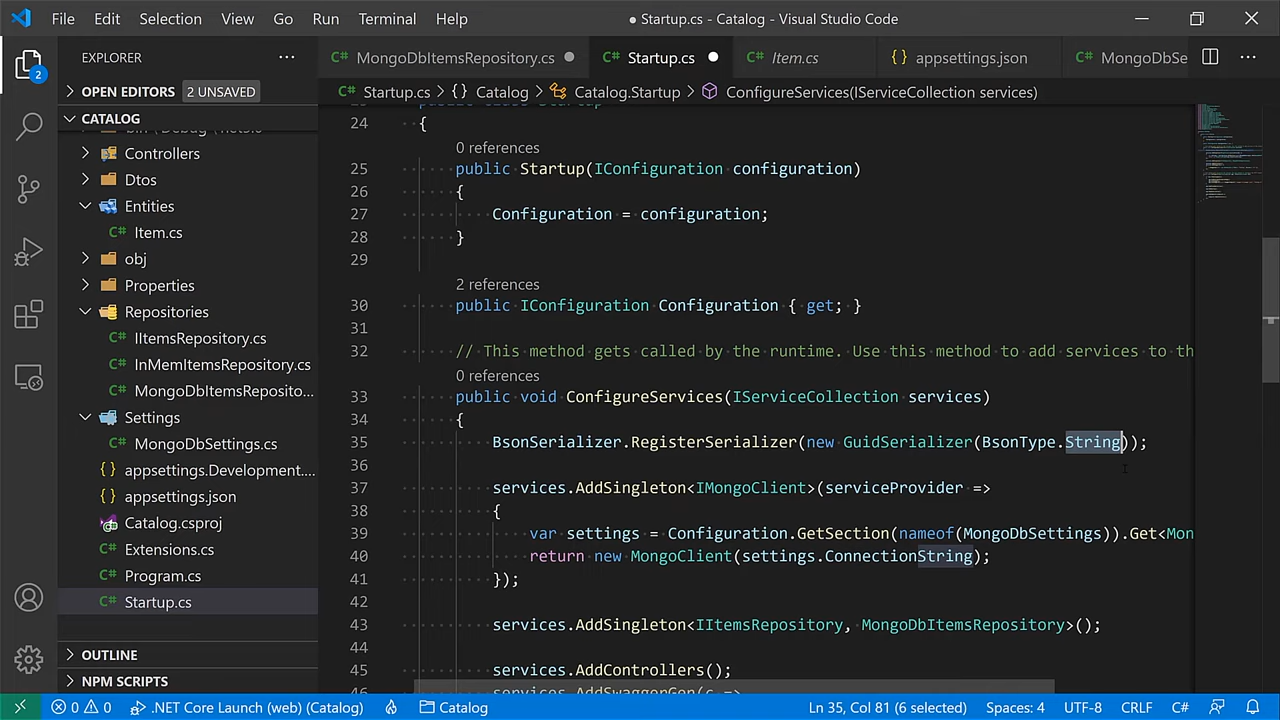 File Edit Selection View Go Run Terminal Help
● Startup.cs - Catalog - Visual Studio Code
EXPLORER
OPEN EDITORS 2 UNSAVED
CATALOG
Controllers
Dtos
Entities
C# Item.cs
obj
Properties
Repositories
C# IItemsRepository.cs
C# InMemItemsRepository.cs
C# MongoDbItemsReposito...
Settings
C# MongoDbSettings.cs
{} appsettings.Development....
{} appsettings.json
Catalog.csproj
C# Extensions.cs
C# Program.cs
C# Startup.cs
OUTLINE
NPM SCRIPTS
2
C# MongoDbItemsRepository.cs ● C# Startup.cs ● C# Item.cs {} appsettings.json C# MongoDbSe
C# Startup.cs > {} Catalog > Catalog.Startup > ConfigureServices(IServiceCollection services)
24 {
0 references
25 public Startup(IConfiguration configuration)
26 {
27 Configuration = configuration;
28 }
29
2 references
30 public IConfiguration Configuration { get; }
31
32 // This method gets called by the runtime. Use this method to add services to th
0 references
33 public void ConfigureServices(IServiceCollection services)
34 {
35 BsonSerializer.RegisterSerializer(new GuidSerializer(BsonType.String));
36
37 services.AddSingleton<IMongoClient>(serviceProvider =>
38 {
39 var settings = Configuration.GetSection(nameof(MongoDbSettings)).Get<Mon
40 return new MongoClient(settings.ConnectionString);
41 });
42
43 services.AddSingleton<IItemsRepository, MongoDbItemsRepository>();
44
45 services.AddControllers();
46 services.AddSwaggerGen(c =>
0 0 .NET Core Launch (web) (Catalog) Catalog Ln 35, Col 81 (6 selected) Spaces: 4 UTF-8 CRLF C#